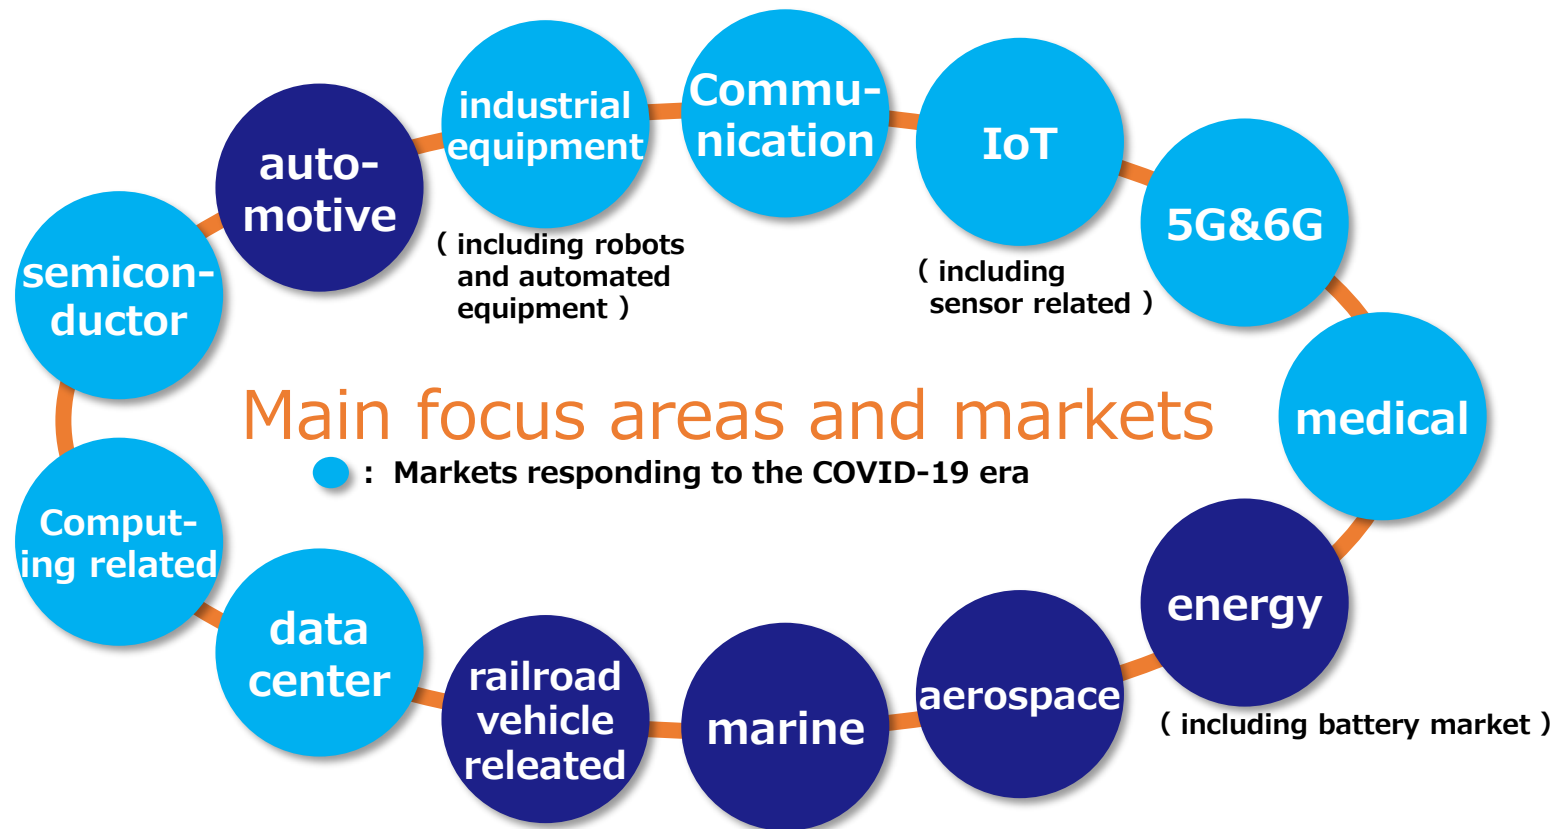 Commu-
nication
industrial
equipment
( including robots
and automated
equipment )
IoT
( including
sensor related )
auto-
motive
5G&6G
semicon-
ductor
Main focus areas and markets
: Markets responding to the COVID-19 era
medical
Comput-
ing related
data
center
railroad
vehicle
releated
marine
aerospace
energy
( including battery market )